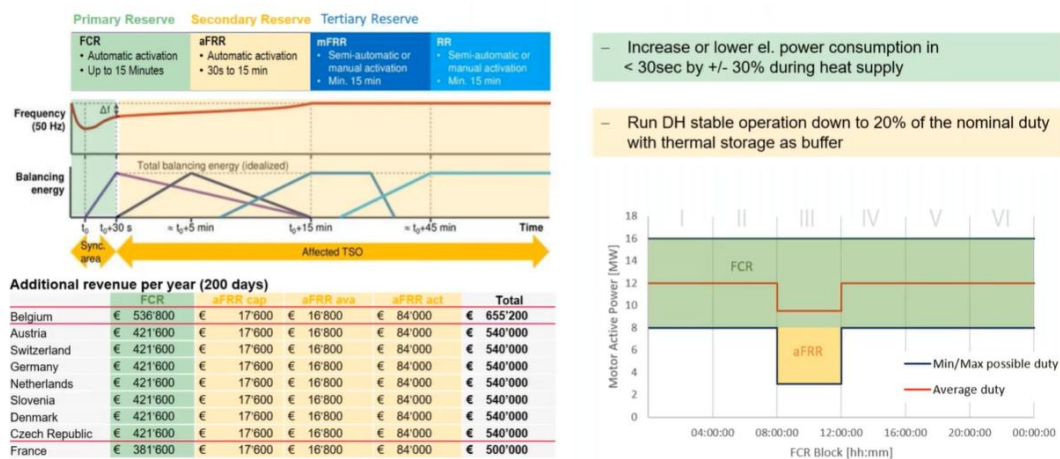 Primary Reserve Secondary Reserve Tertiary Reserve
FCR
• Automatic activation
• Up to 15 Minutes
aFRR
• Automatic activation
• 30s to 15 min
mFRR
• Semi-automatic or
manual activation
• Min. 15 min
RR
• Semi-automatic or
manual activation
• Min. 15 min
Frequency
(50 Hz)
Δf
Balancing
energy
Total balancing energy (idealized)
t₀ t₀+30 s ≈ t₀+5 min t₀+15 min ≈ t₀+45 min Time
Sync.
area
Affected TSO
Additional revenue per year (200 days)
FCR aFRR cap aFRR ava aFRR act Total
Belgium € 536'800 € 17'600 € 16'800 € 84'000 € 655'200
Austria € 421'600 € 17'600 € 16'800 € 84'000 € 540'000
Switzerland € 421'600 € 17'600 € 16'800 € 84'000 € 540'000
Germany € 421'600 € 17'600 € 16'800 € 84'000 € 540'000
Netherlands € 421'600 € 17'600 € 16'800 € 84'000 € 540'000
Slovenia € 421'600 € 17'600 € 16'800 € 84'000 € 540'000
Denmark € 421'600 € 17'600 € 16'800 € 84'000 € 540'000
Czech Republic € 421'600 € 17'600 € 16'800 € 84'000 € 540'000
France € 381'600 € 17'600 € 16'800 € 84'000 € 500'000
– Increase or lower el. power consumption in
< 30sec by +/- 30% during heat supply
– Run DH stable operation down to 20% of the nominal duty
with thermal storage as buffer
Motor Active Power [MW]
18
16
14
12
10
8
6
4
2
0
I II III IV V VI
FCR
aFRR
Min/Max possible duty
Average duty
04:00:00 08:00:00 12:00:00 16:00:00 20:00:00 00:00:00
FCR Block [hh:mm]